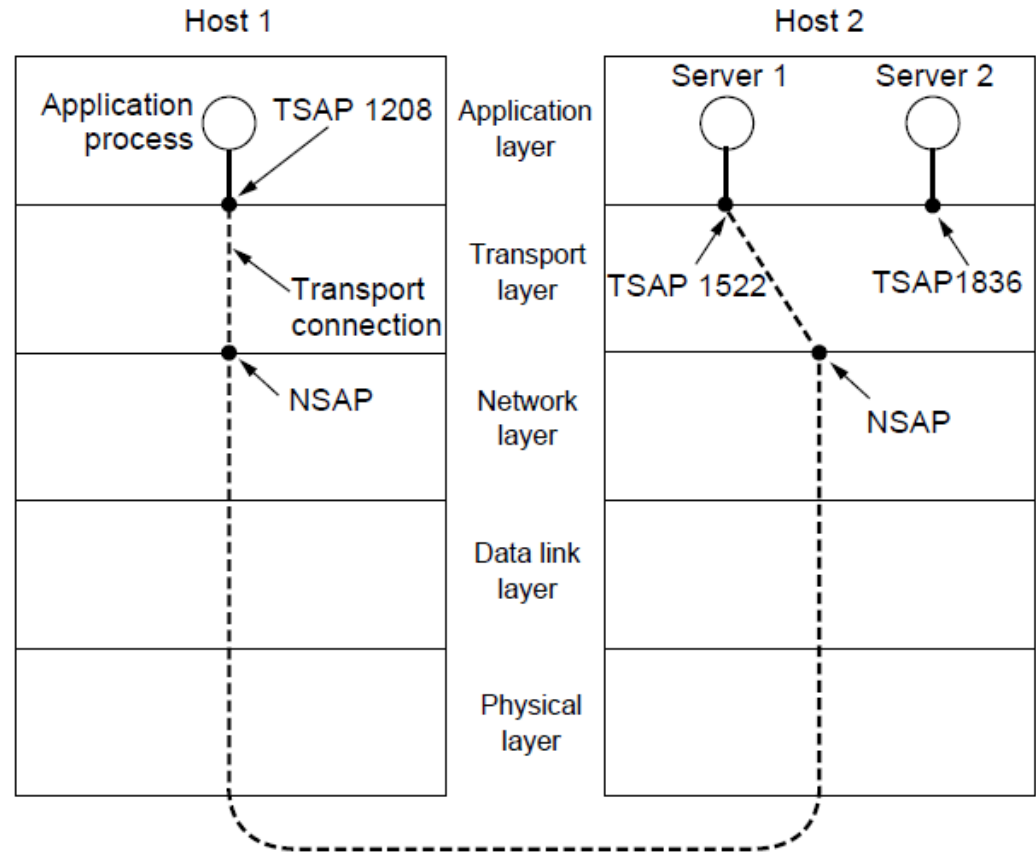 Host 1
Host 2
Application
process
TSAP 1208
Application
layer
Server 1
Server 2
Transport
layer
Transport
connection
TSAP 1522
TSAP1836
NSAP
Network
layer
NSAP
Data link
layer
Physical
layer